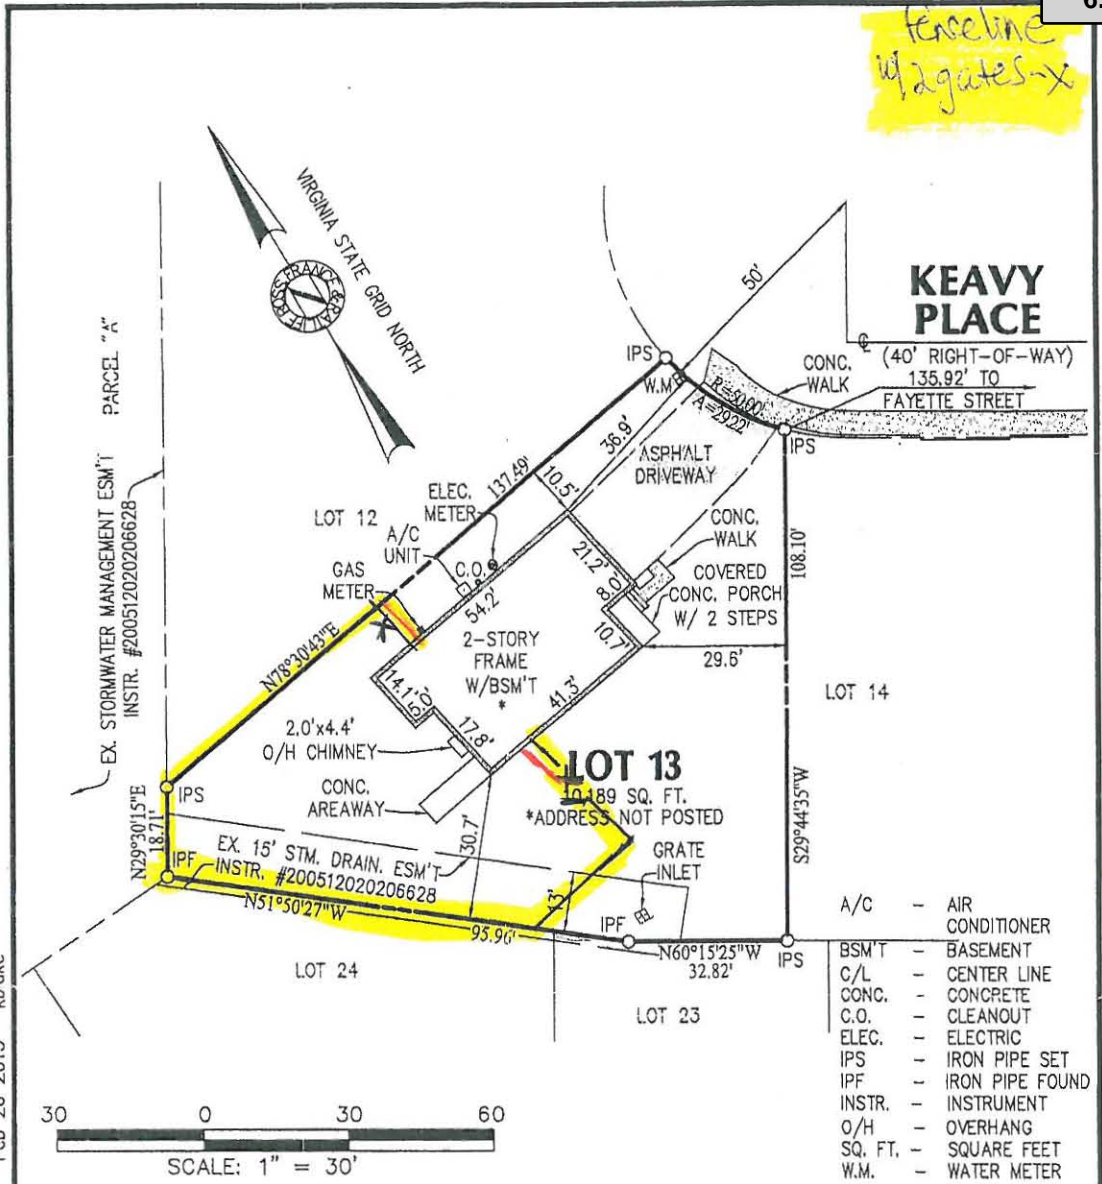 6.
fenceline
w/ 2 gates-X
VIRGINIA STATE GRID NORTH
ROSS, FRANCE & RATLIFF
N
KEAVY
PLACE
(40' RIGHT-OF-WAY)
135.92' TO
FAYETTE STREET
50'
C/L
CONC.
WALK
IPS
W.M.
R=50.00'
A=29.22'
IPS
36.9'
ASPHALT
DRIVEWAY
PARCEL "A"
EX. STORMWATER MANAGEMENT ESM'T
INSTR. #200512020206628
137.49'
10.5'
ELEC.
METER
LOT 12
A/C
UNIT
C.O.
GAS
METER
54.2'
21.2'
8.0'
CONC.
WALK
COVERED
CONC. PORCH
W/ 2 STEPS
10.7'
108.10'
29.6'
LOT 14
X
N78°30'43"E
2-STORY
FRAME
W/BSM'T
*
14.1'
5.0'
17.8'
41.3'
2.0'x4.4'
O/H CHIMNEY
CONC.
AREAWAY
LOT 13
10,189 SQ. FT.
*ADDRESS NOT POSTED
S29°44'35"W
IPS
N29°30'15"E
18.71'
IPF
30.7'
EX. 15' STM. DRAIN. ESM'T
INSTR. #200512020206628
GRATE
INLET
13'
N51°50'27"W
95.96'
IPF
N60°15'25"W
32.82'
IPS
LOT 24
LOT 23
A/C – AIR CONDITIONER
BSM'T – BASEMENT
C/L – CENTER LINE
CONC. - CONCRETE
C.O. – CLEANOUT
ELEC. – ELECTRIC
IPS – IRON PIPE SET
IPF – IRON PIPE FOUND
INSTR. – INSTRUMENT
O/H – OVERHANG
SQ. FT. – SQUARE FEET
W.M. – WATER METER
30 0 30 60
SCALE: 1" = 30'